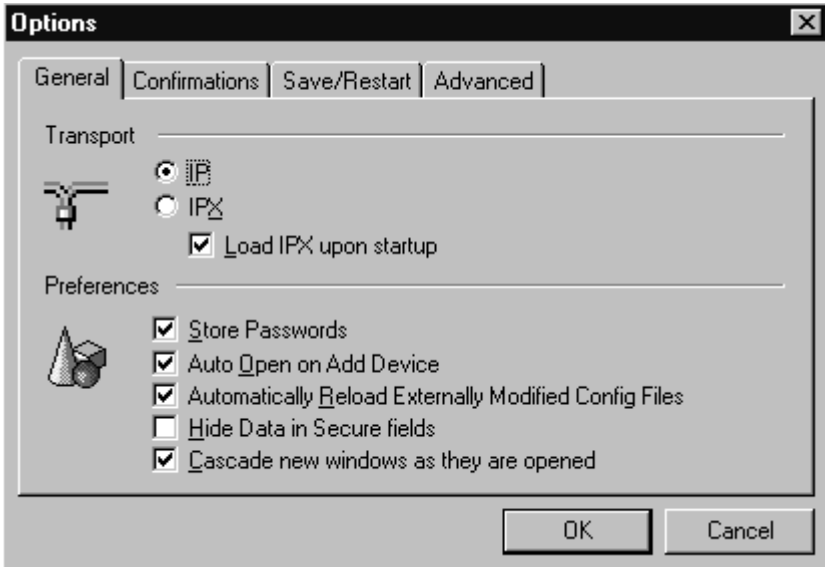 Options
General Confirmations Save/Restart Advanced
Transport
IP
IPX
Load IPX upon startup
Preferences
Store Passwords
Auto Open on Add Device
Automatically Reload Externally Modified Config Files
Hide Data in Secure fields
Cascade new windows as they are opened
OK Cancel